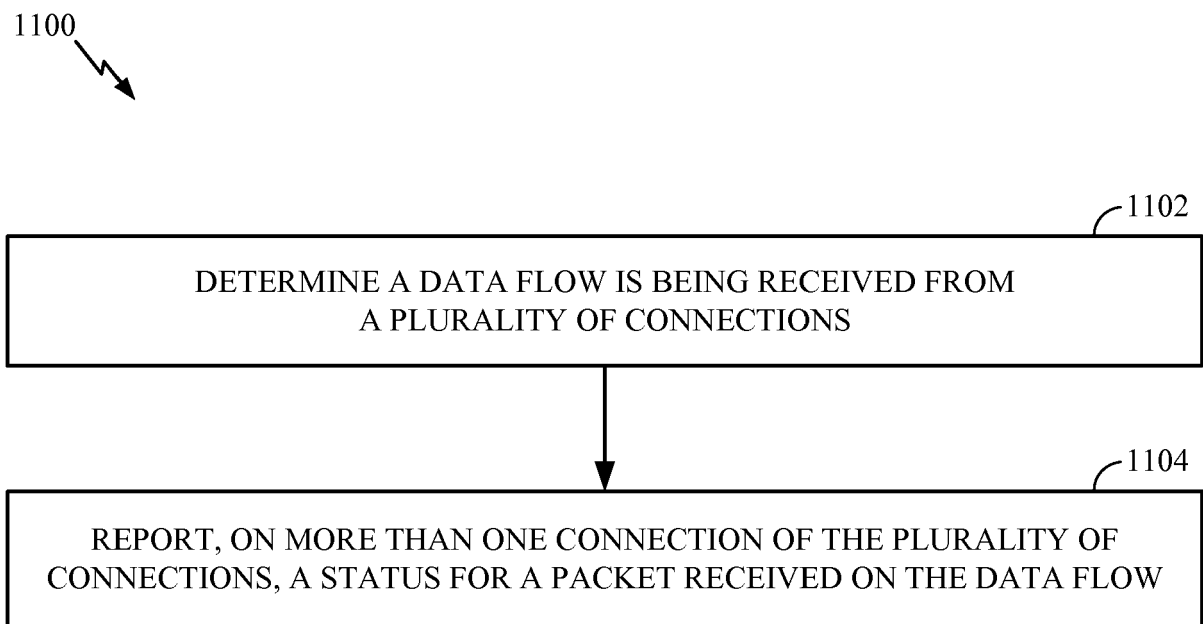 1100
1102
DETERMINE A DATA FLOW IS BEING RECEIVED FROM
A PLURALITY OF CONNECTIONS
1104
REPORT, ON MORE THAN ONE CONNECTION OF THE PLURALITY OF
CONNECTIONS, A STATUS FOR A PACKET RECEIVED ON THE DATA FLOW